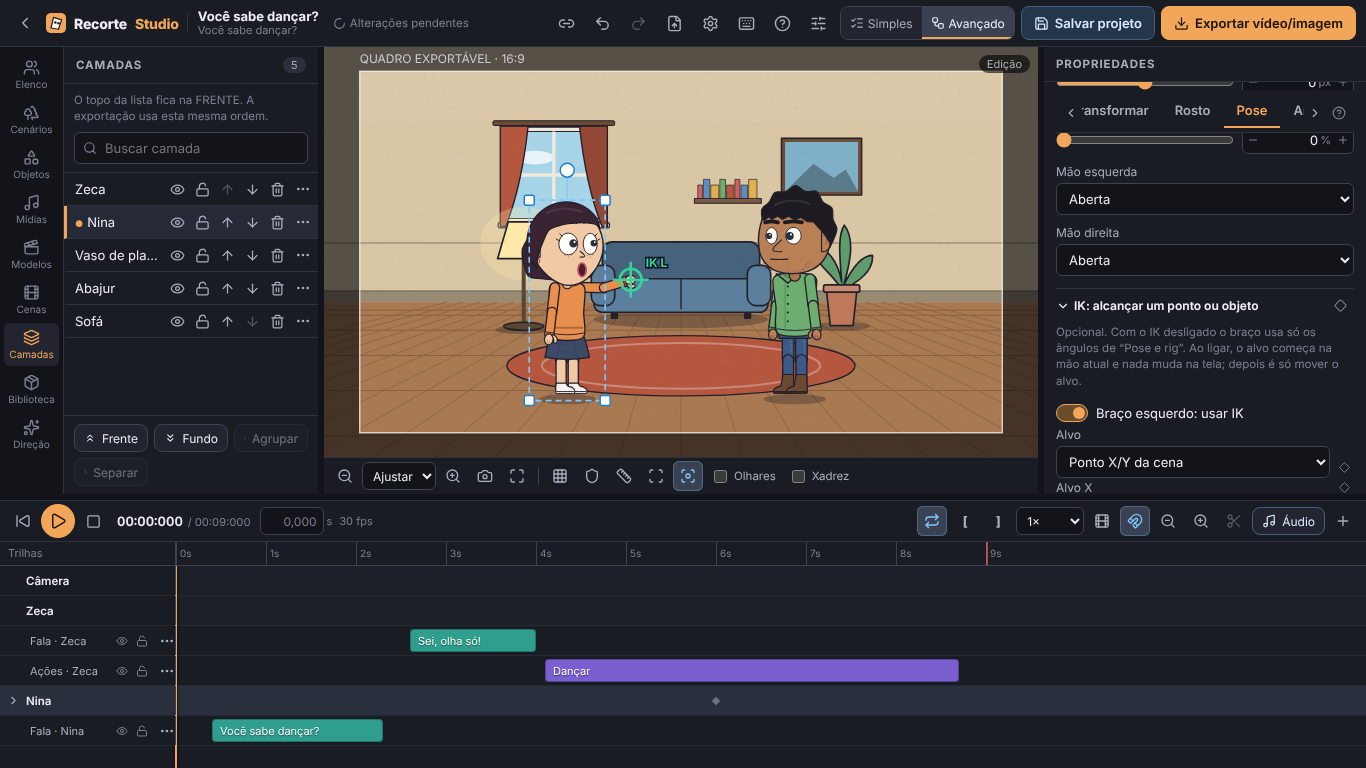 Recorte Studio
Você sabe dançar?
Você sabe dançar?
Alterações pendentes
Simples
Avançado
Salvar projeto
Exportar vídeo/imagem
Elenco
Cenários
Objetos
Mídias
Modelos
Cenas
Camadas
Biblioteca
Direção
CAMADAS
5
O topo da lista fica na FRENTE. A
exportação usa esta mesma ordem.
Buscar camada
Zeca
Nina
Vaso de pla...
Abajur
Sofá
Frente
Fundo
Agrupar
Separar
QUADRO EXPORTÁVEL · 16:9
Edição
IK L
Ajustar
Olhares
Xadrez
PROPRIEDADES
0 px
ransformar
Rosto
Pose
A
0 %
Mão esquerda
Aberta
Mão direita
Aberta
IK: alcançar um ponto ou objeto
Opcional. Com o IK desligado o braço usa só os
ângulos de “Pose e rig”. Ao ligar, o alvo começa na
mão atual e nada muda na tela; depois é só mover o
alvo.
Braço esquerdo: usar IK
Alvo
Ponto X/Y da cena
Alvo X
00:00:000 / 00:09:000
0,000 s
30 fps
[
]
1×
Áudio
Trilhas
0s
1s
2s
3s
4s
5s
6s
7s
8s
9s
Câmera
Zeca
Fala · Zeca
Sei, olha só!
Ações · Zeca
Dançar
Nina
Fala · Nina
Você sabe dançar?